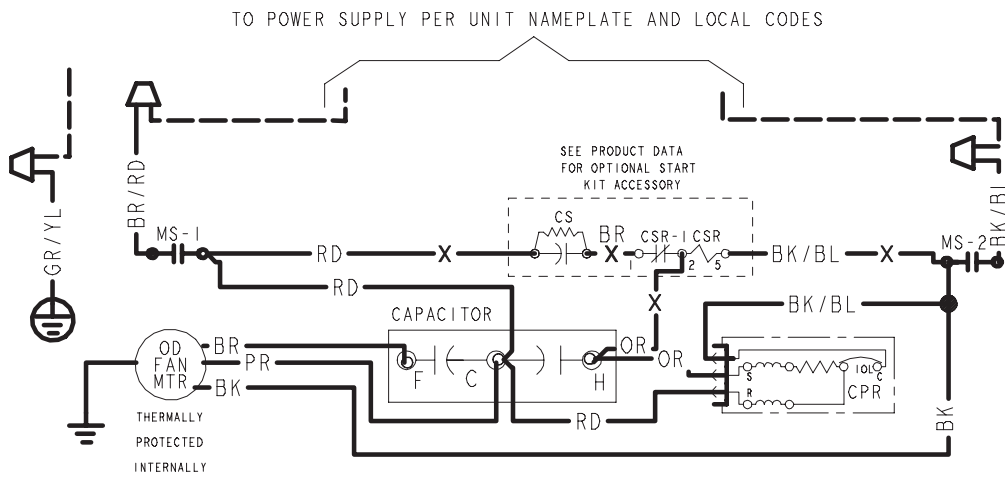 TO POWER SUPPLY PER UNIT NAMEPLATE AND LOCAL CODES
SEE PRODUCT DATA
FOR OPTIONAL START
KIT ACCESSORY
GR/YL
BR/RD
MS-1
RD
X
CS
BR
X
CSR-1
CSR
1
2
5
BK/BL
X
MS-2
BK/BL
RD
X
BK/BL
CAPACITOR
F
C
H
OR
OR
OD
FAN
MTR
BR
PR
BK
THERMALLY
PROTECTED
INTERNALLY
S
R
IOL
C
CPR
RD
BK